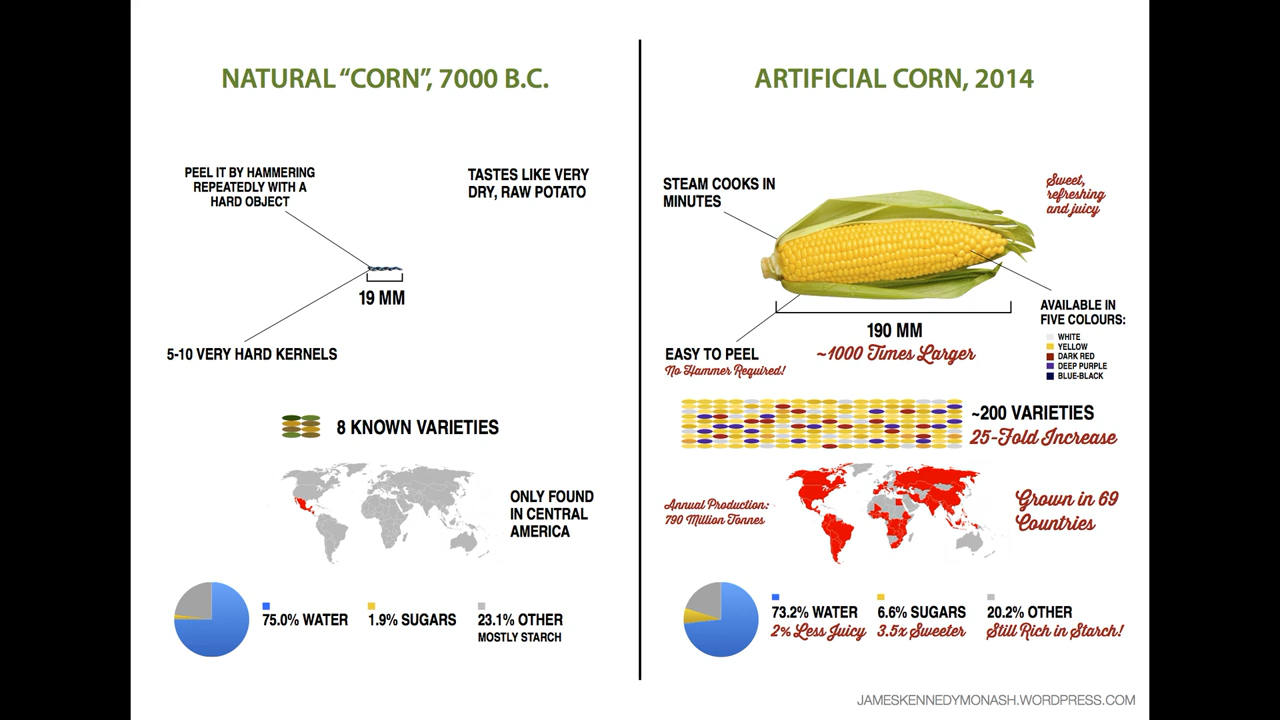 NATURAL “CORN”, 7000 B.C.
PEEL IT BY HAMMERING
REPEATEDLY WITH A
HARD OBJECT
TASTES LIKE VERY
DRY, RAW POTATO
19 MM
5-10 VERY HARD KERNELS
8 KNOWN VARIETIES
ONLY FOUND
IN CENTRAL
AMERICA
75.0% WATER
1.9% SUGARS
23.1% OTHER
MOSTLY STARCH
ARTIFICIAL CORN, 2014
STEAM COOKS IN
MINUTES
Sweet,
refreshing
and juicy
AVAILABLE IN
FIVE COLOURS:
WHITE
YELLOW
DARK RED
DEEP PURPLE
BLUE-BLACK
190 MM
~1000 Times Larger
EASY TO PEEL
No Hammer Required!
~200 VARIETIES
25-Fold Increase
Annual Production:
790 Million Tonnes
Grown in 69
Countries
73.2% WATER
2% Less Juicy
6.6% SUGARS
3.5x Sweeter
20.2% OTHER
Still Rich in Starch!
JAMESKENNEDYMONASH.WORDPRESS.COM